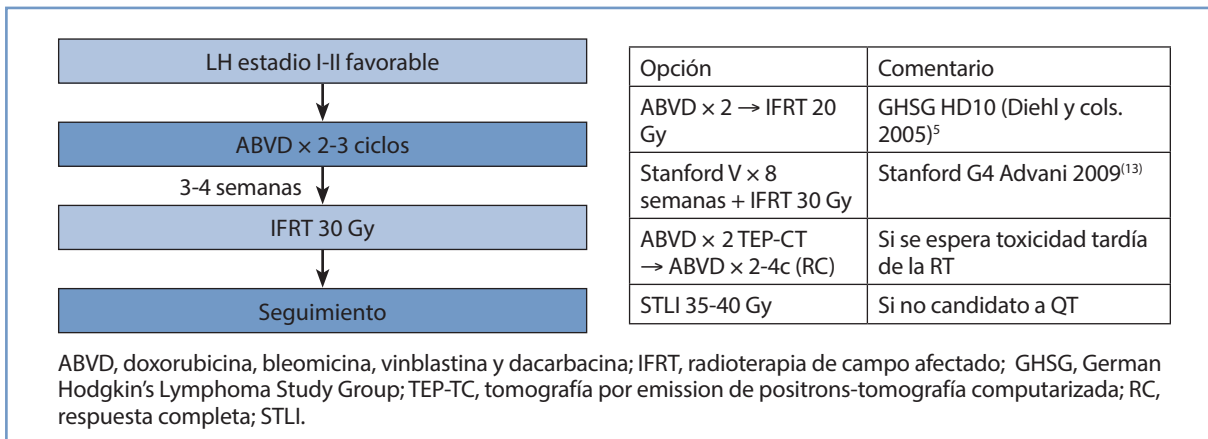 LH estadio I-II favorable
ABVD × 2-3 ciclos
3-4 semanas
IFRT 30 Gy
Seguimiento
Opción
Comentario
ABVD × 2 → IFRT 20
Gy
GHSG HD10 (Diehl y cols.
2005)5
Stanford V × 8
semanas + IFRT 30 Gy
Stanford G4 Advani 2009(13)
ABVD × 2 TEP-CT
→ ABVD × 2-4c (RC)
Si se espera toxicidad tardía
de la RT
STLI 35-40 Gy
Si no candidato a QT
ABVD, doxorubicina, bleomicina, vinblastina y dacarbacina; IFRT, radioterapia de campo afectado; GHSG, German
Hodgkin’s Lymphoma Study Group; TEP-TC, tomografía por emission de positrons-tomografía computarizada; RC,
respuesta completa; STLI.